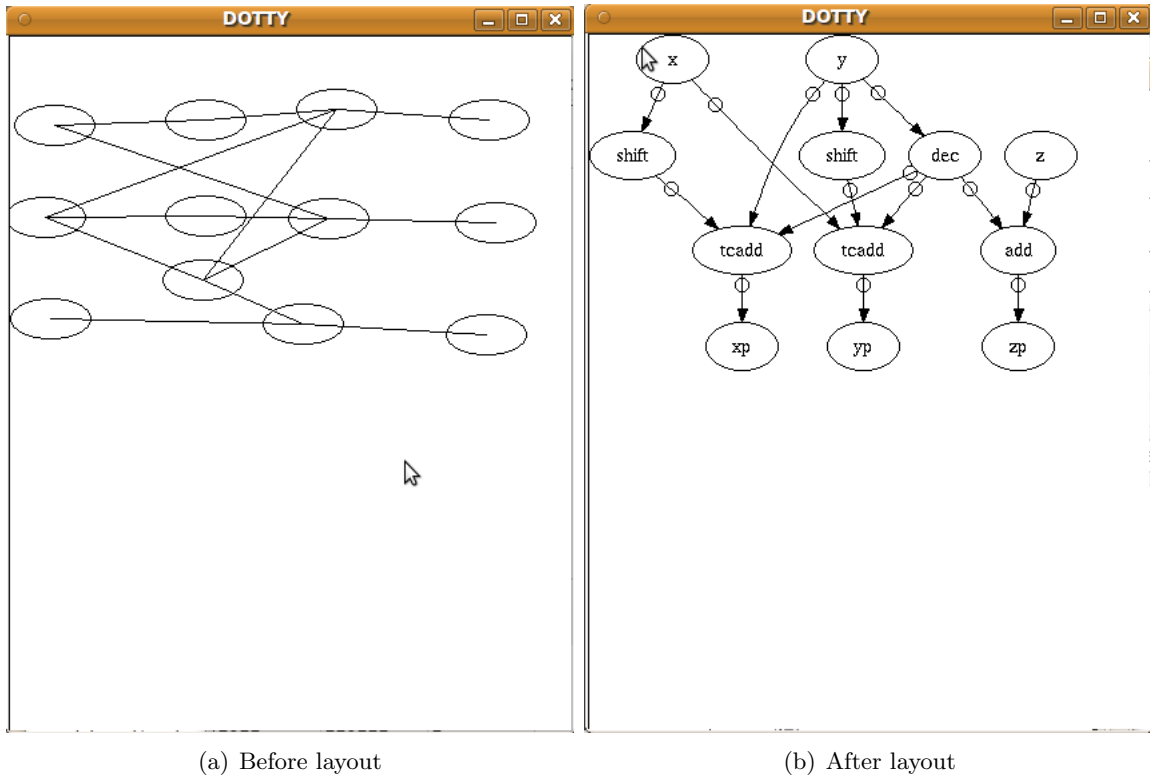 DOTTY
DOTTY
x y
shift shift dec z
tcadd tcadd add
xp yp zp
(a) Before layout
(b) After layout